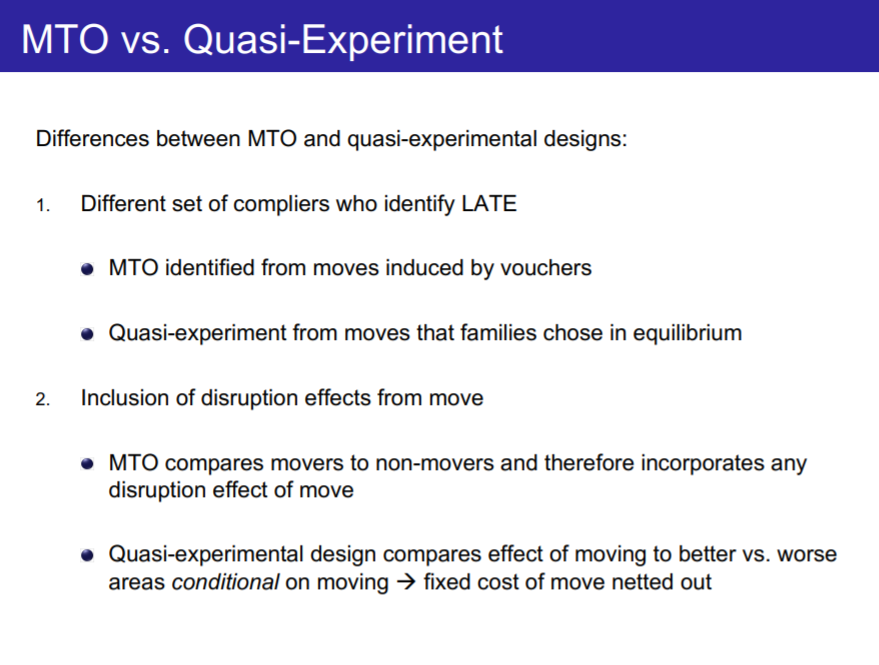 MTO vs. Quasi-Experiment
Differences between MTO and quasi-experimental designs:
1. Different set of compliers who identify LATE
● MTO identified from moves induced by vouchers
● Quasi-experiment from moves that families chose in equilibrium
2. Inclusion of disruption effects from move
● MTO compares movers to non-movers and therefore incorporates any
disruption effect of move
● Quasi-experimental design compares effect of moving to better vs. worse
areas conditional on moving → fixed cost of move netted out